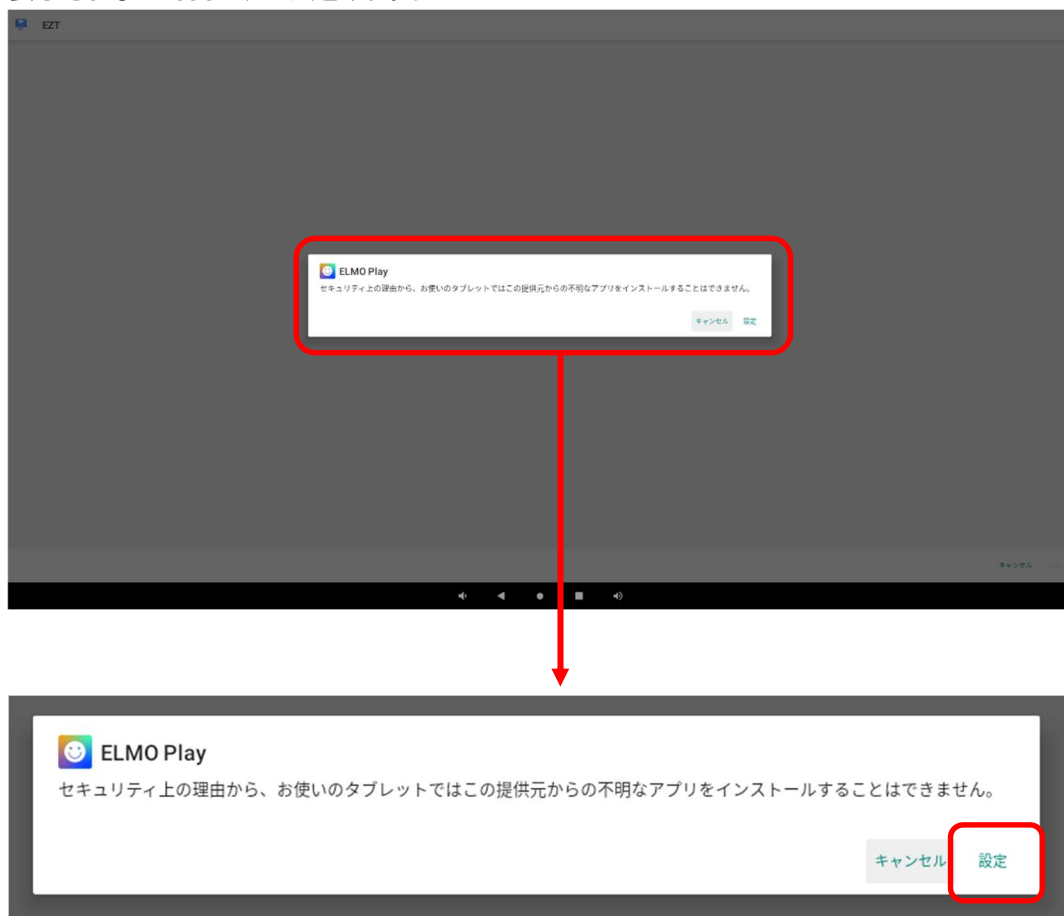 EZT
ELMO Play
セキュリティ上の理由から、お使いのタブレットではこの提供元からの不明なアプリをインストールすることはできません。
キャンセル 設定
キャンセル
ELMO Play
セキュリティ上の理由から、お使いのタブレットではこの提供元からの不明なアプリをインストールすることはできません。
キャンセル 設定